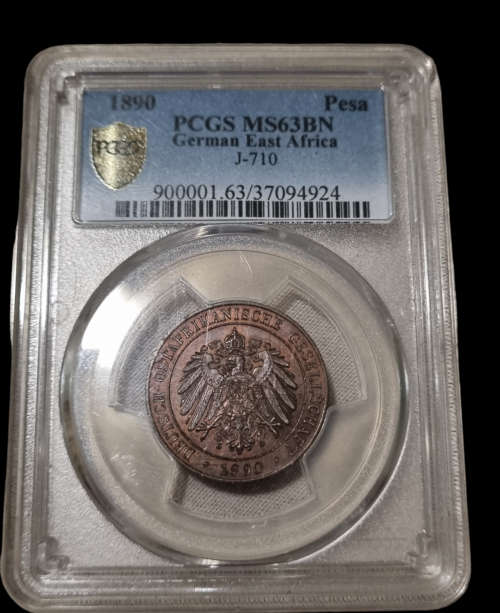 1890 Pesa
PCGS MS63BN
German East Africa
J-710
900001.63/37094924
PCGS
DEUTSCH-OSTAFRIKANISCHE GESELLSCHAFT
1890